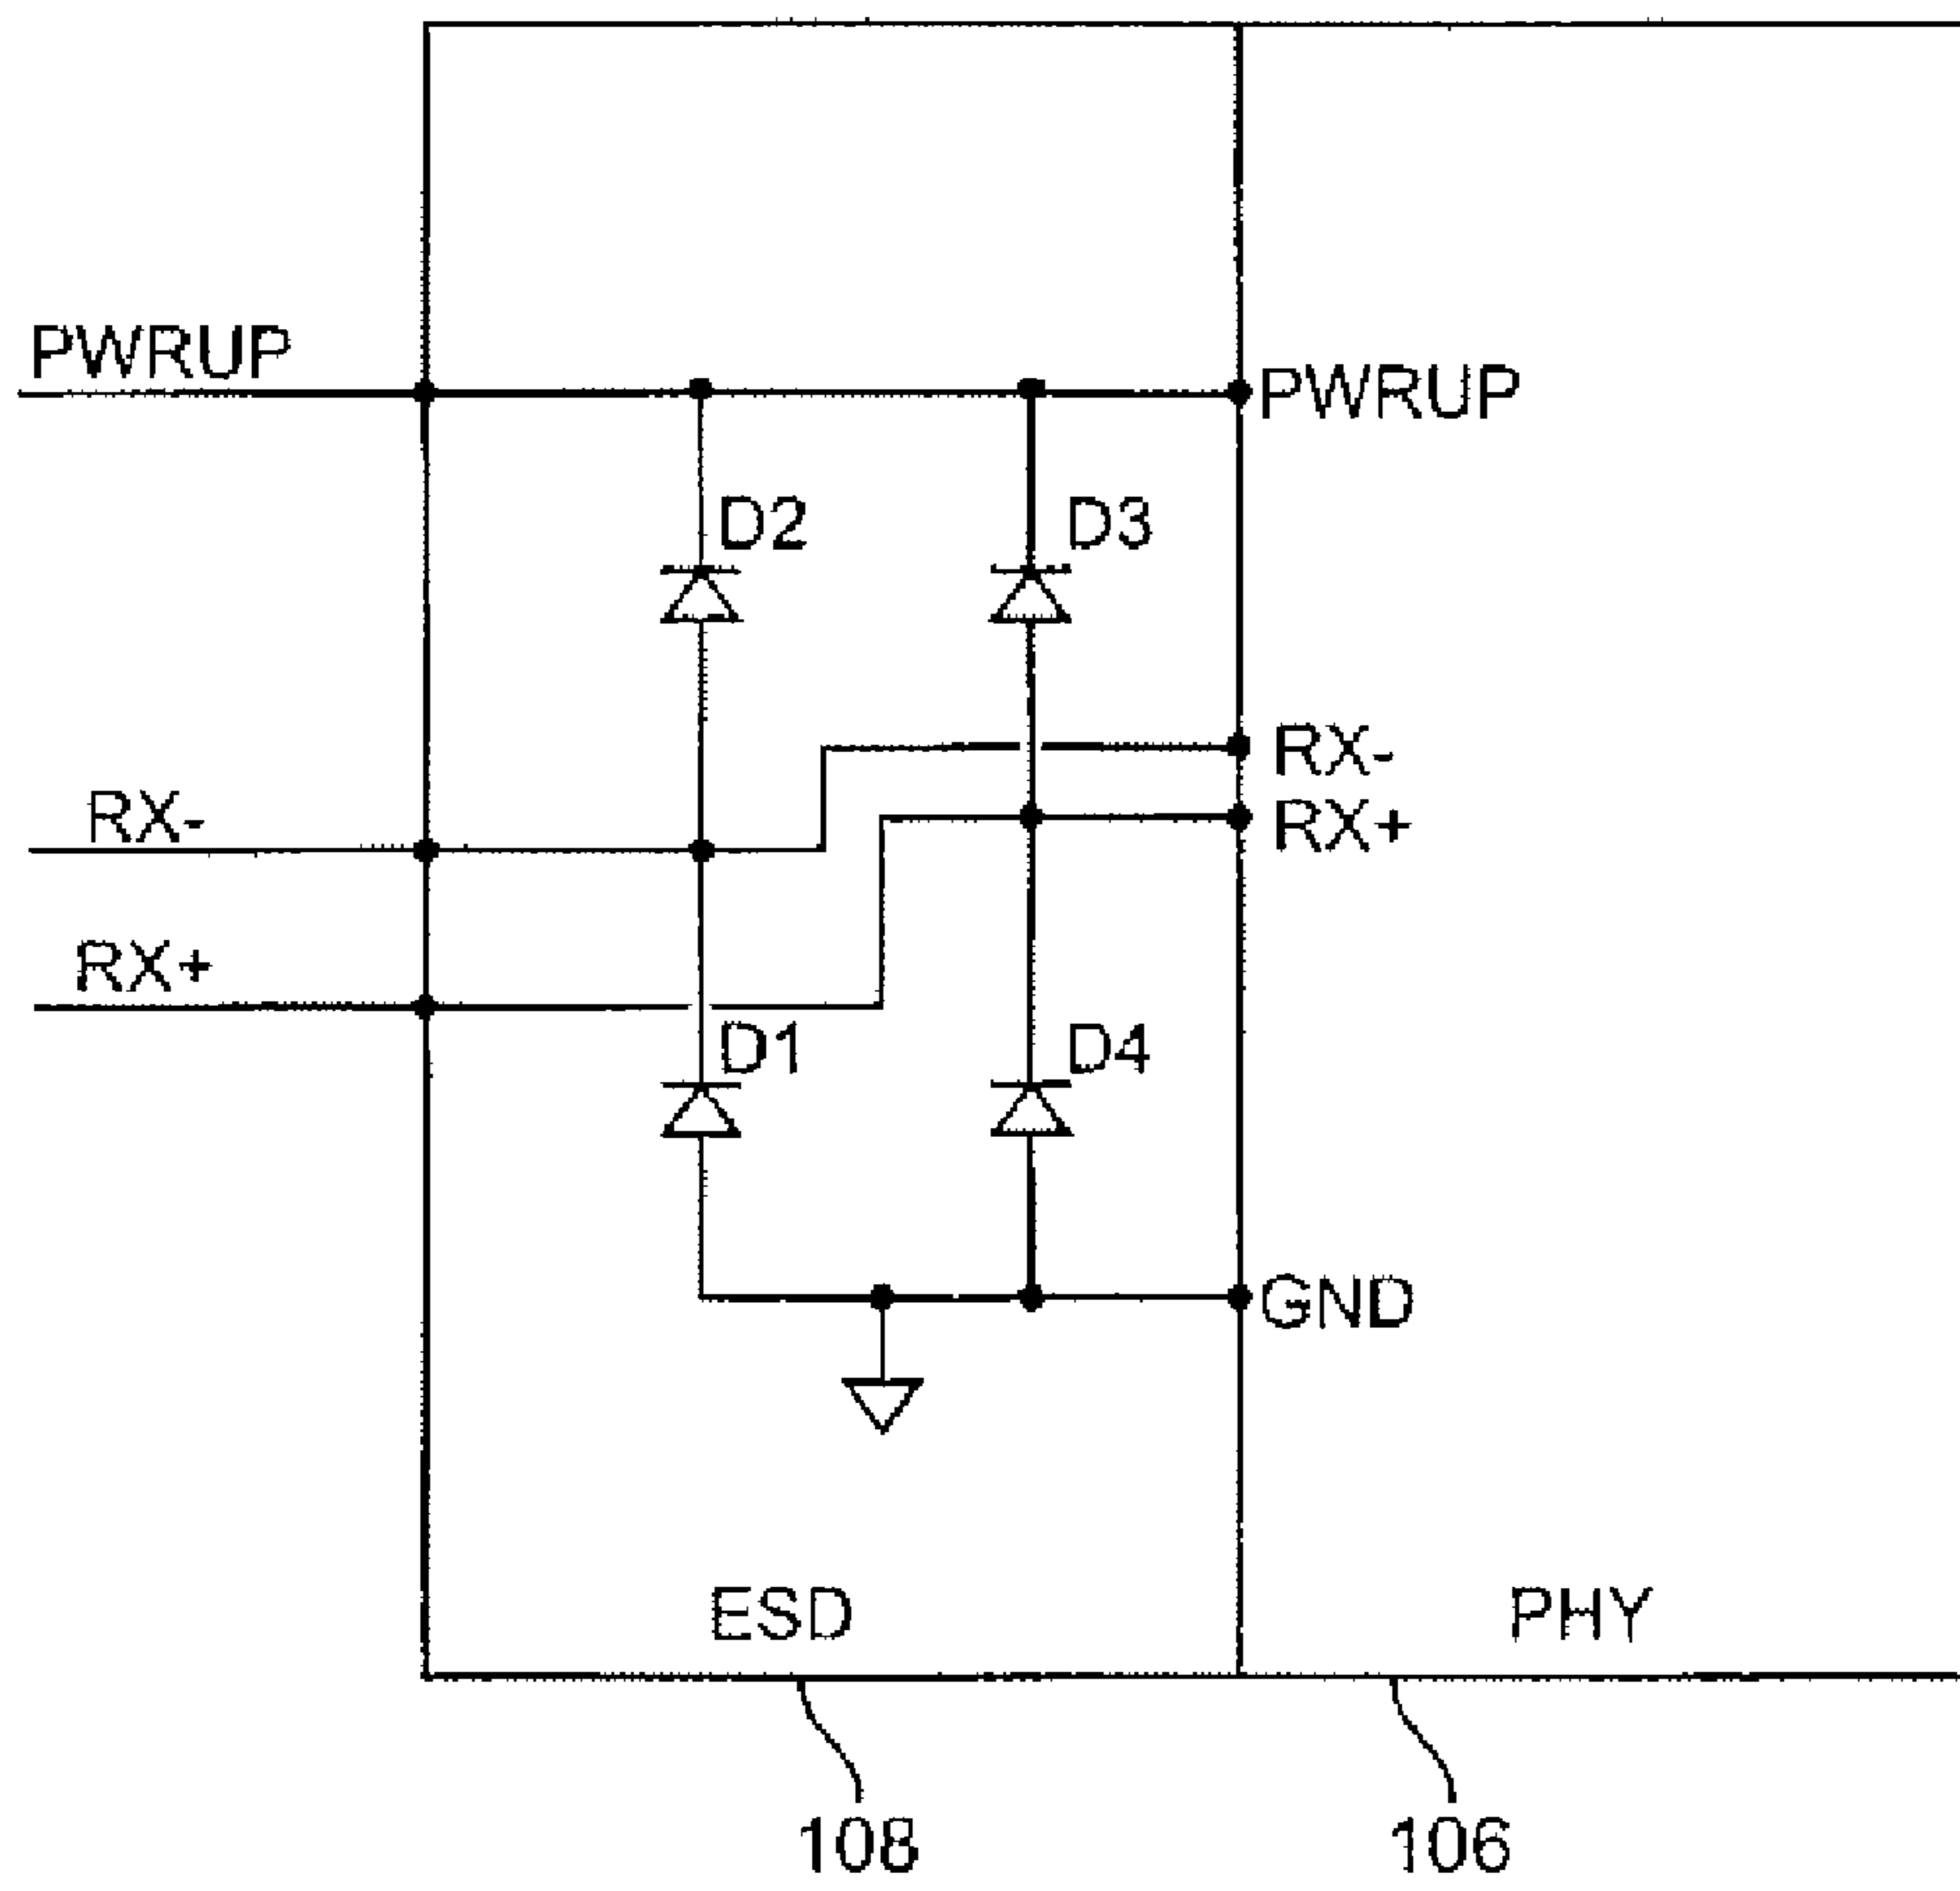 PWRUP
PWRUP
D2
D3
RX-
RX-
RX+
RX+
D1
D4
GND
ESD
PHY
108
106